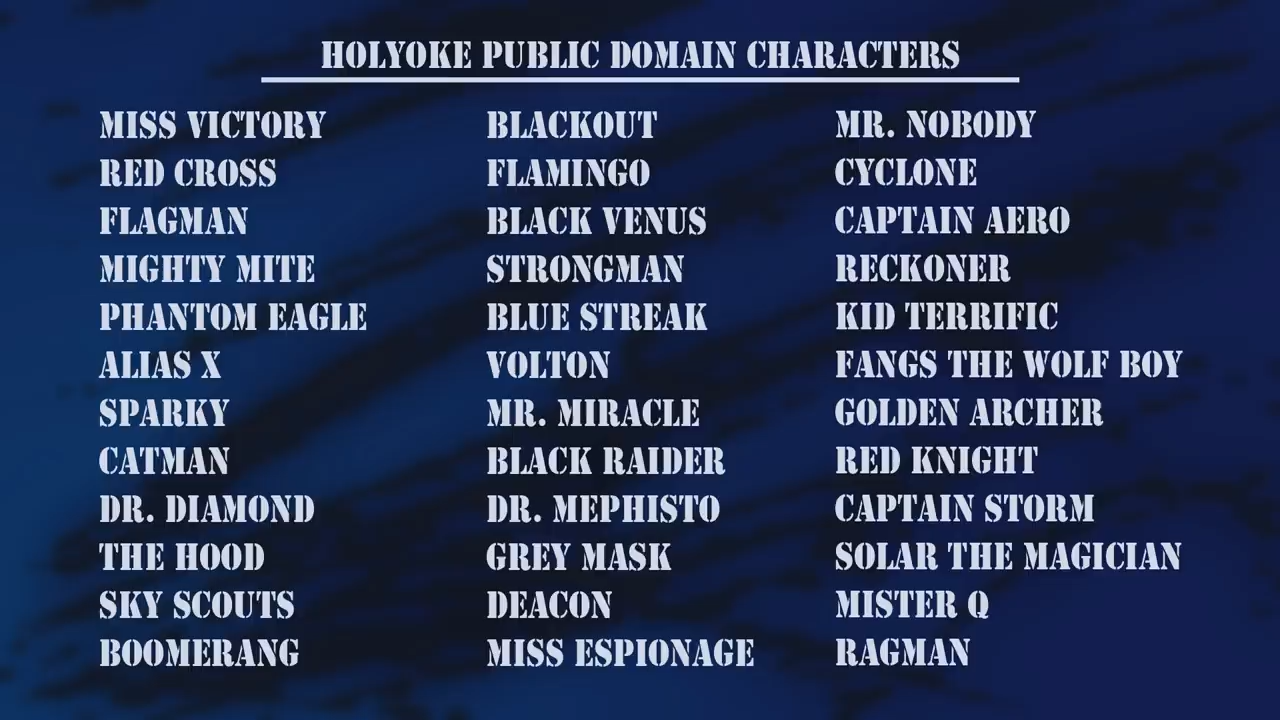 HOLYOKE PUBLIC DOMAIN CHARACTERS
MISS VICTORY
RED CROSS
FLAGMAN
MIGHTY MITE
PHANTOM EAGLE
ALIAS X
SPARKY
CATMAN
DR. DIAMOND
THE HOOD
SKY SCOUTS
BOOMERANG
BLACKOUT
FLAMINGO
BLACK VENUS
STRONGMAN
BLUE STREAK
VOLTON
MR. MIRACLE
BLACK RAIDER
DR. MEPHISTO
GREY MASK
DEACON
MISS ESPIONAGE
MR. NOBODY
CYCLONE
CAPTAIN AERO
RECKONER
KID TERRIFIC
FANGS THE WOLF BOY
GOLDEN ARCHER
RED KNIGHT
CAPTAIN STORM
SOLAR THE MAGICIAN
MISTER Q
RAGMAN